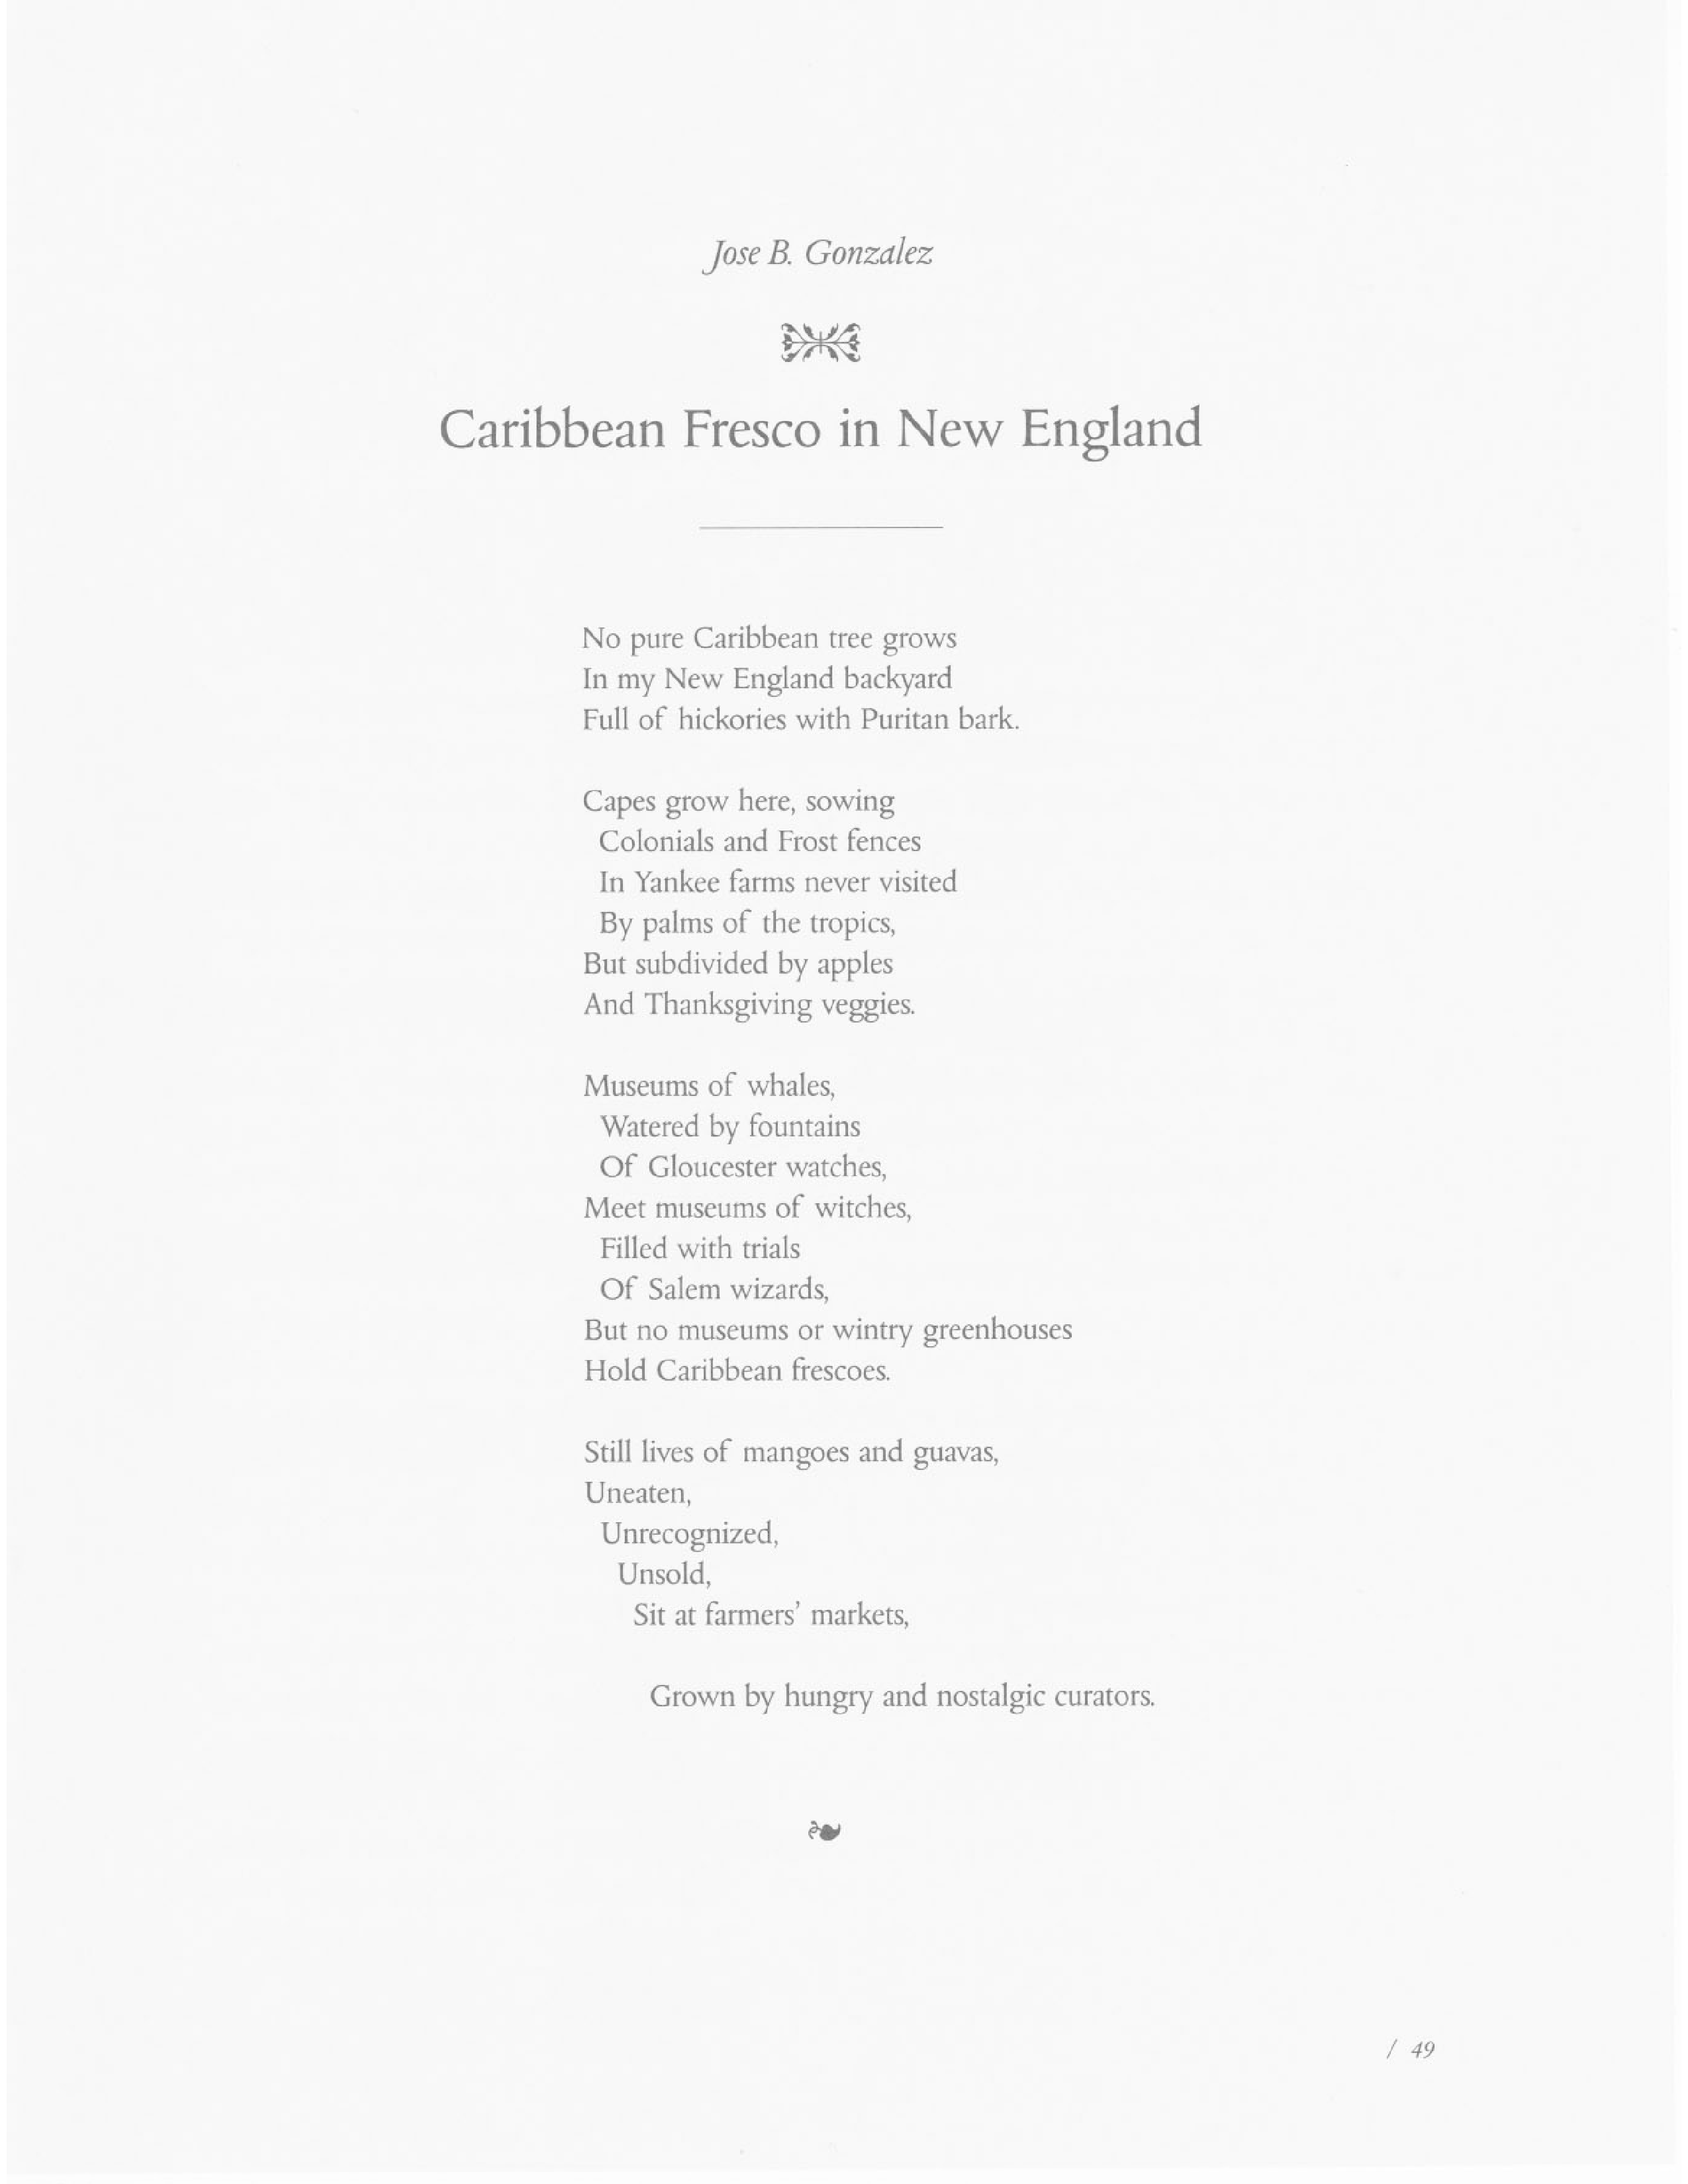 Jose B. Gonzalez
Caribbean Fresco in New England
No pure Caribbean tree grows
In my New England backyard
Full of hickories with Puritan bark.
Capes grow here, sowing
Colonials and Frost fences
In Yankee farms never visited
By palms of the tropics,
But subdivided by apples
And Thanksgiving veggies.
Museums of whales,
Watered by fountains
Of Gloucester watches,
Meet museums of witches,
Filled with trials
Of Salem wizards,
But no museums or wintry greenhouses
Hold Caribbean frescoes.
Still lives of mangoes and guavas,
Uneaten,
Unrecognized,
Unsold,
Sit at farmers' markets,
Grown by hungry and nostalgic curators.
/ 49